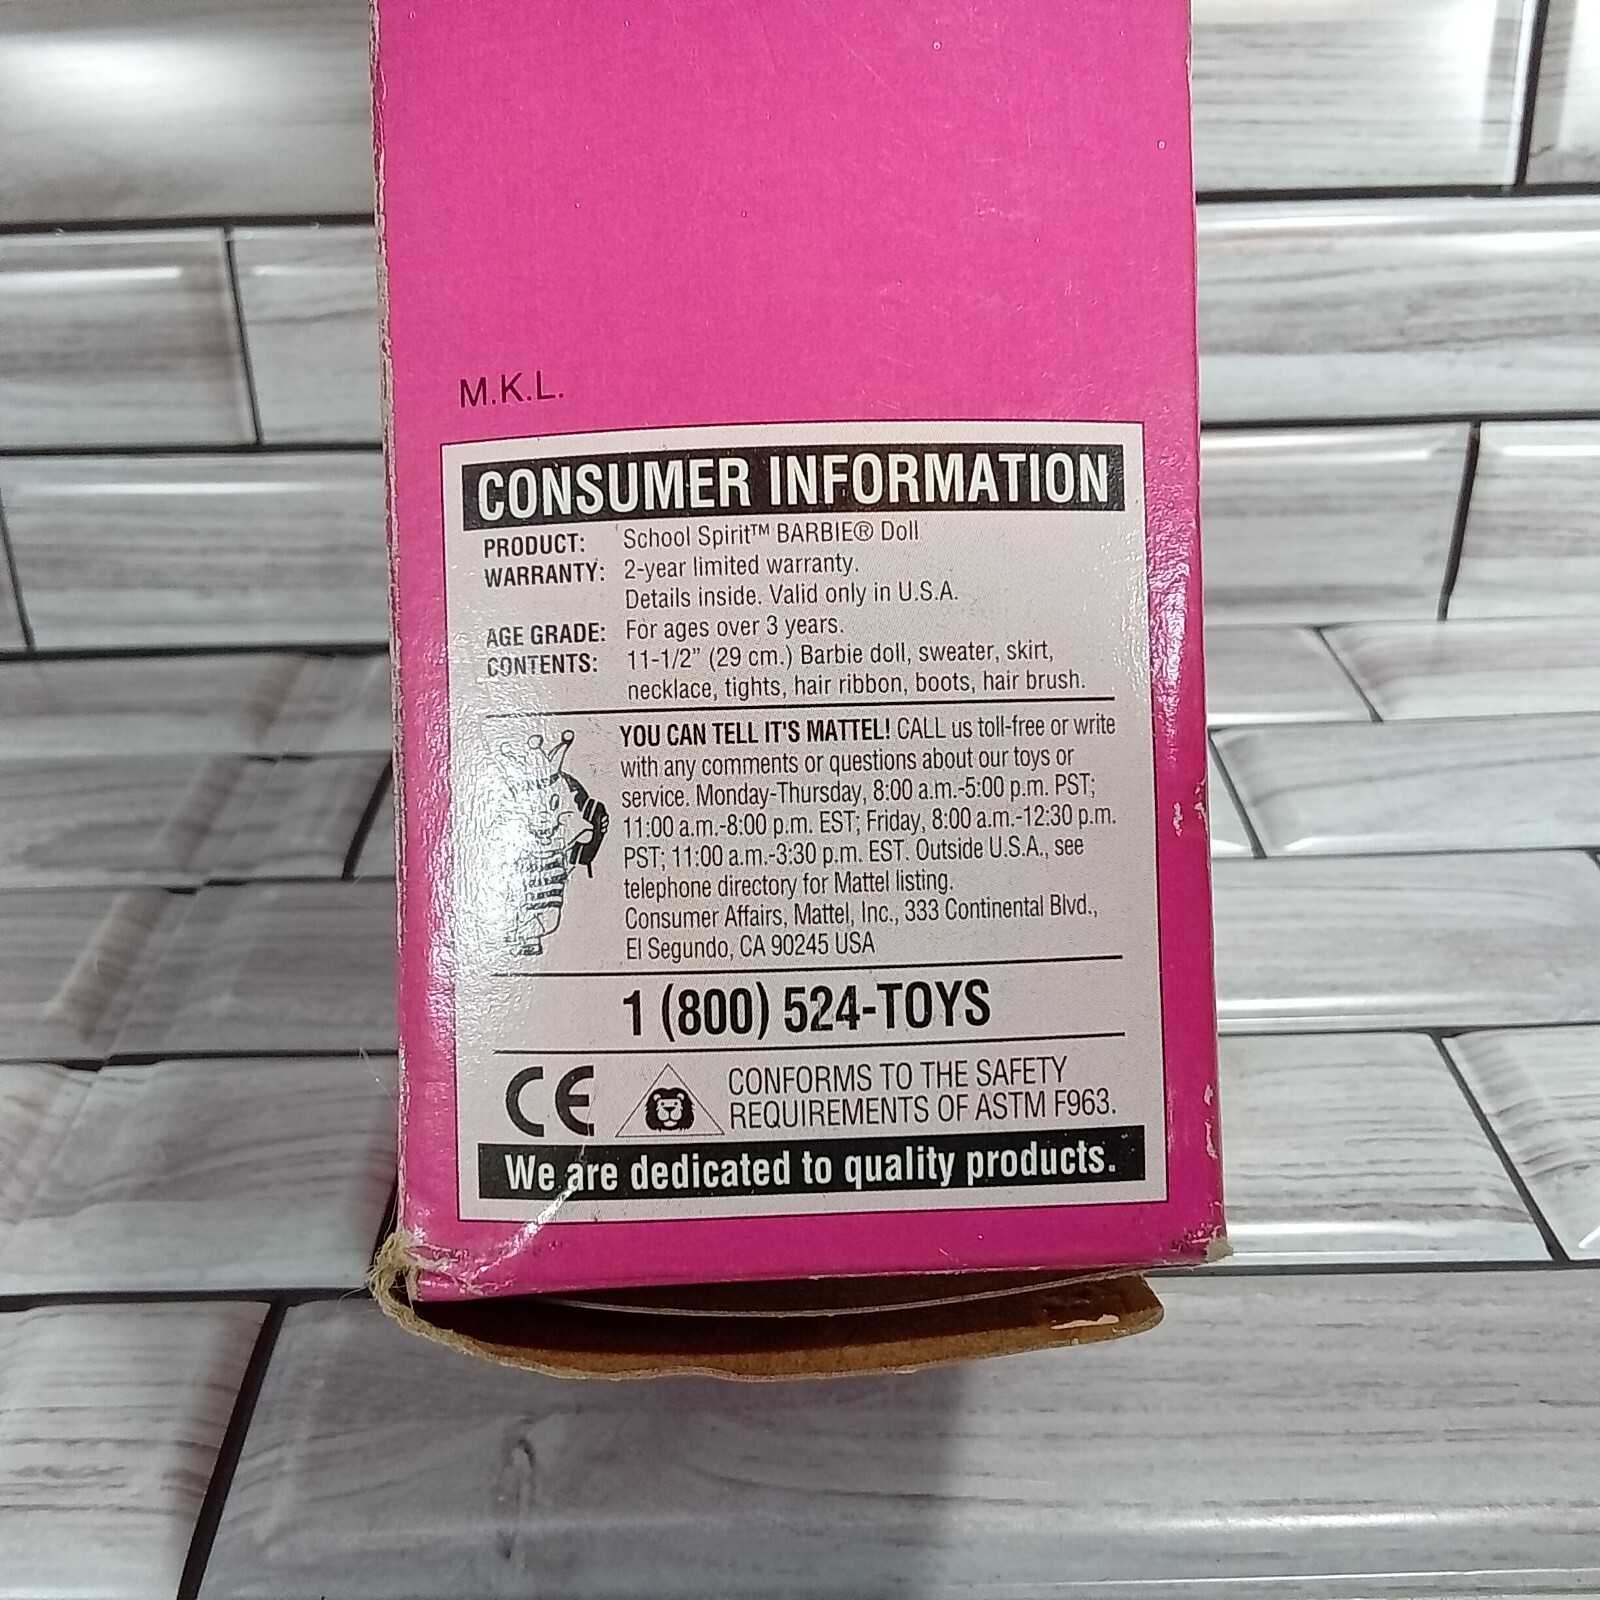 M.K.L.
CONSUMER INFORMATION
PRODUCT: School Spirit™ BARBIE® Doll
WARRANTY: 2-year limited warranty.
Details inside. Valid only in U.S.A.
AGE GRADE: For ages over 3 years.
CONTENTS: 11-1/2" (29 cm.) Barbie doll, sweater, skirt,
necklace, tights, hair ribbon, boots, hair brush.
YOU CAN TELL IT'S MATTEL! CALL us toll-free or write
with any comments or questions about our toys or
service. Monday-Thursday, 8:00 a.m.-5:00 p.m. PST;
11:00 a.m.-8:00 p.m. EST; Friday, 8:00 a.m.-12:30 p.m.
PST; 11:00 a.m.-3:30 p.m. EST. Outside U.S.A., see
telephone directory for Mattel listing.
Consumer Affairs, Mattel, Inc., 333 Continental Blvd.,
El Segundo, CA 90245 USA
1 (800) 524-TOYS
CE CONFORMS TO THE SAFETY
REQUIREMENTS OF ASTM F963.
We are dedicated to quality products.